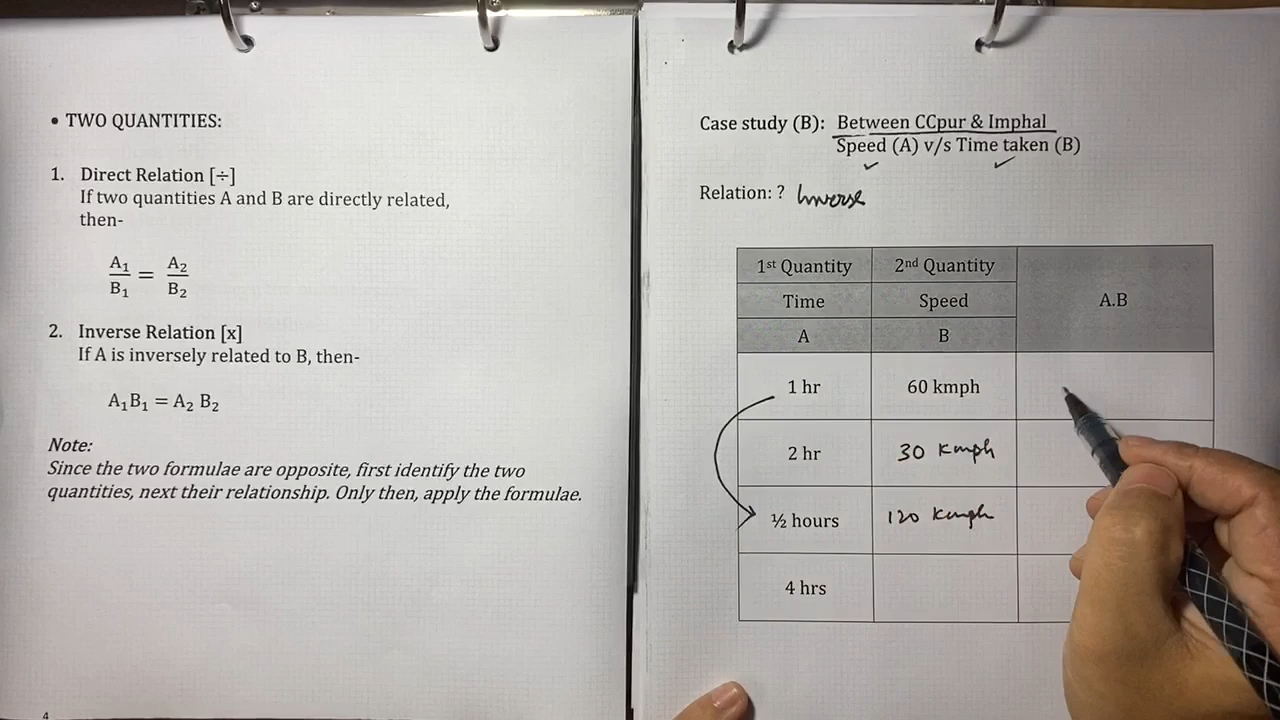 • TWO QUANTITIES:
1. Direct Relation [÷]
If two quantities A and B are directly related,
then-
A₁/B₁ = A₂/B₂
2. Inverse Relation [x]
If A is inversely related to B, then-
A₁B₁ = A₂ B₂
Note:
Since the two formulae are opposite, first identify the two
quantities, next their relationship. Only then, apply the formulae.
4
Case study (B): Between CCpur & Imphal
Speed (A) v/s Time taken (B)
Relation: ? Inverse
1st Quantity 2nd Quantity A.B
Time Speed
A B
1 hr 60 kmph
2 hr 30 Kmph
½ hours 120 Kmph
4 hrs